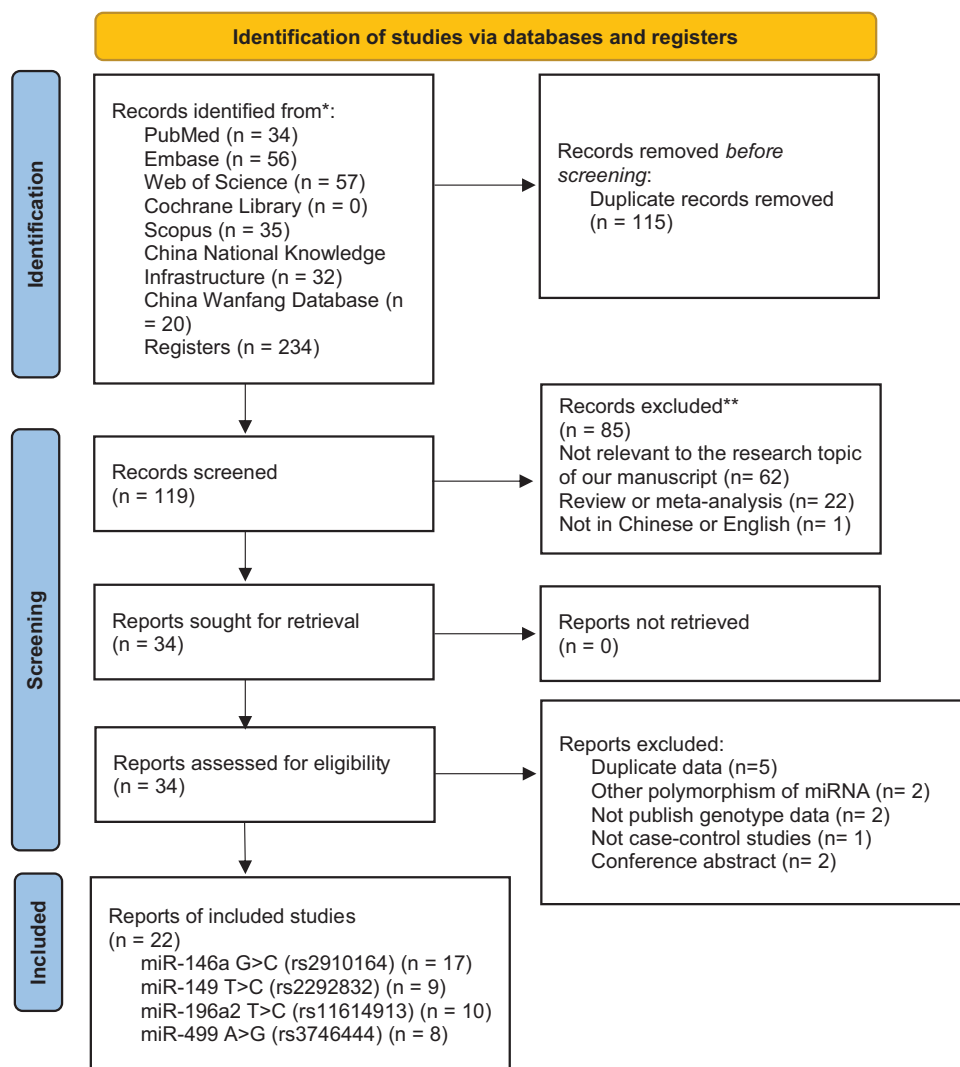 Identification of studies via databases and registers
Identification
Records identified from*:
PubMed (n = 34)
Embase (n = 56)
Web of Science (n = 57)
Cochrane Library (n = 0)
Scopus (n = 35)
China National Knowledge
Infrastructure (n = 32)
China Wanfang Database (n
= 20)
Registers (n = 234)
Records removed before
screening:
Duplicate records removed
(n = 115)
Screening
Records screened
(n = 119)
Records excluded**
(n = 85)
Not relevant to the research topic
of our manuscript (n= 62)
Review or meta-analysis (n= 22)
Not in Chinese or English (n= 1)
Reports sought for retrieval
(n = 34)
Reports not retrieved
(n = 0)
Reports assessed for eligibility
(n = 34)
Reports excluded:
Duplicate data (n=5)
Other polymorphism of miRNA (n= 2)
Not publish genotype data (n= 2)
Not case-control studies (n= 1)
Conference abstract (n= 2)
Included
Reports of included studies
(n = 22)
miR-146a G>C (rs2910164) (n = 17)
miR-149 T>C (rs2292832) (n = 9)
miR-196a2 T>C (rs11614913) (n = 10)
miR-499 A>G (rs3746444) (n = 8)